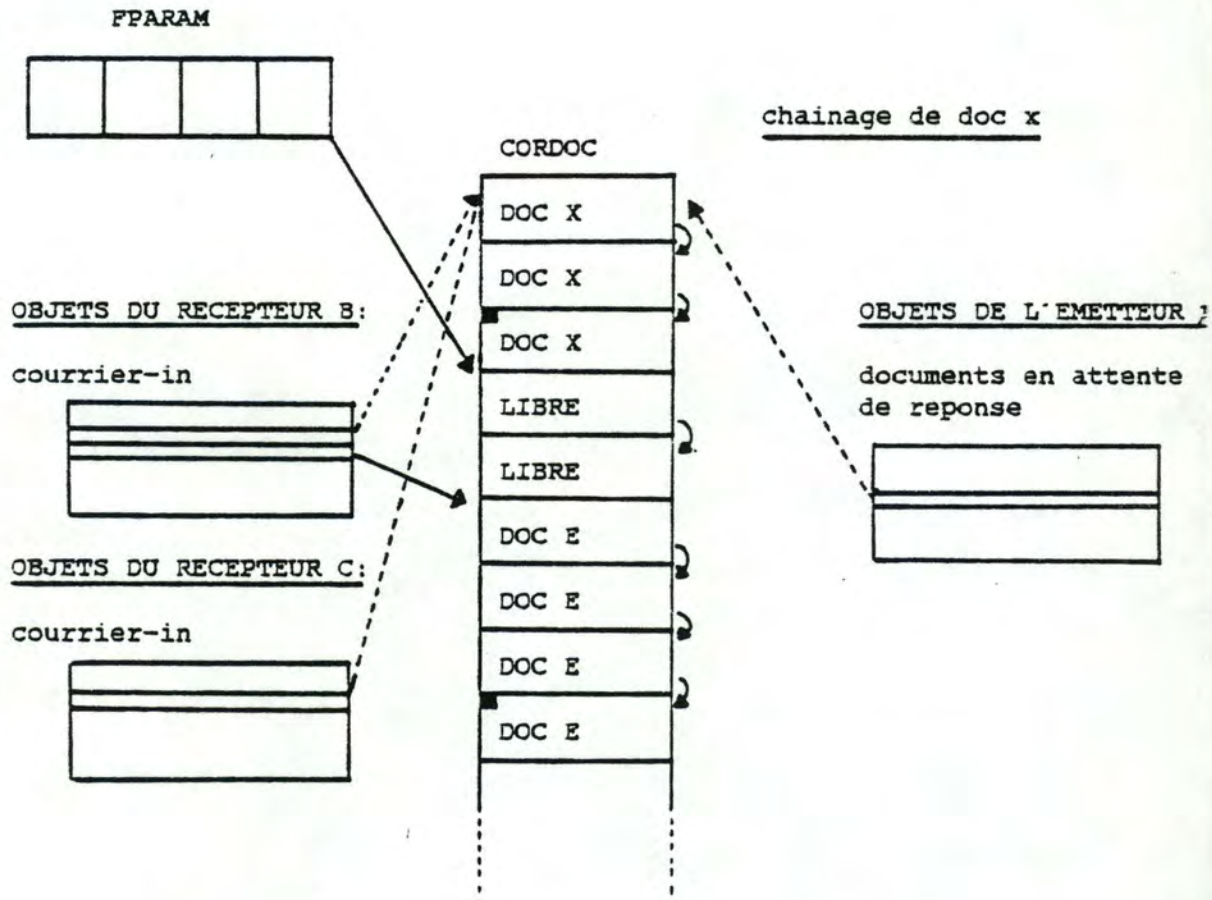 FPARAM
chainage de doc x
CORDOC
DOC X
DOC X
DOC X
LIBRE
LIBRE
DOC E
DOC E
DOC E
DOC E
OBJETS DU RECEPTEUR B:
courrier-in
OBJETS DU RECEPTEUR C:
courrier-in
OBJETS DE L'EMETTEUR
documents en attente
de reponse